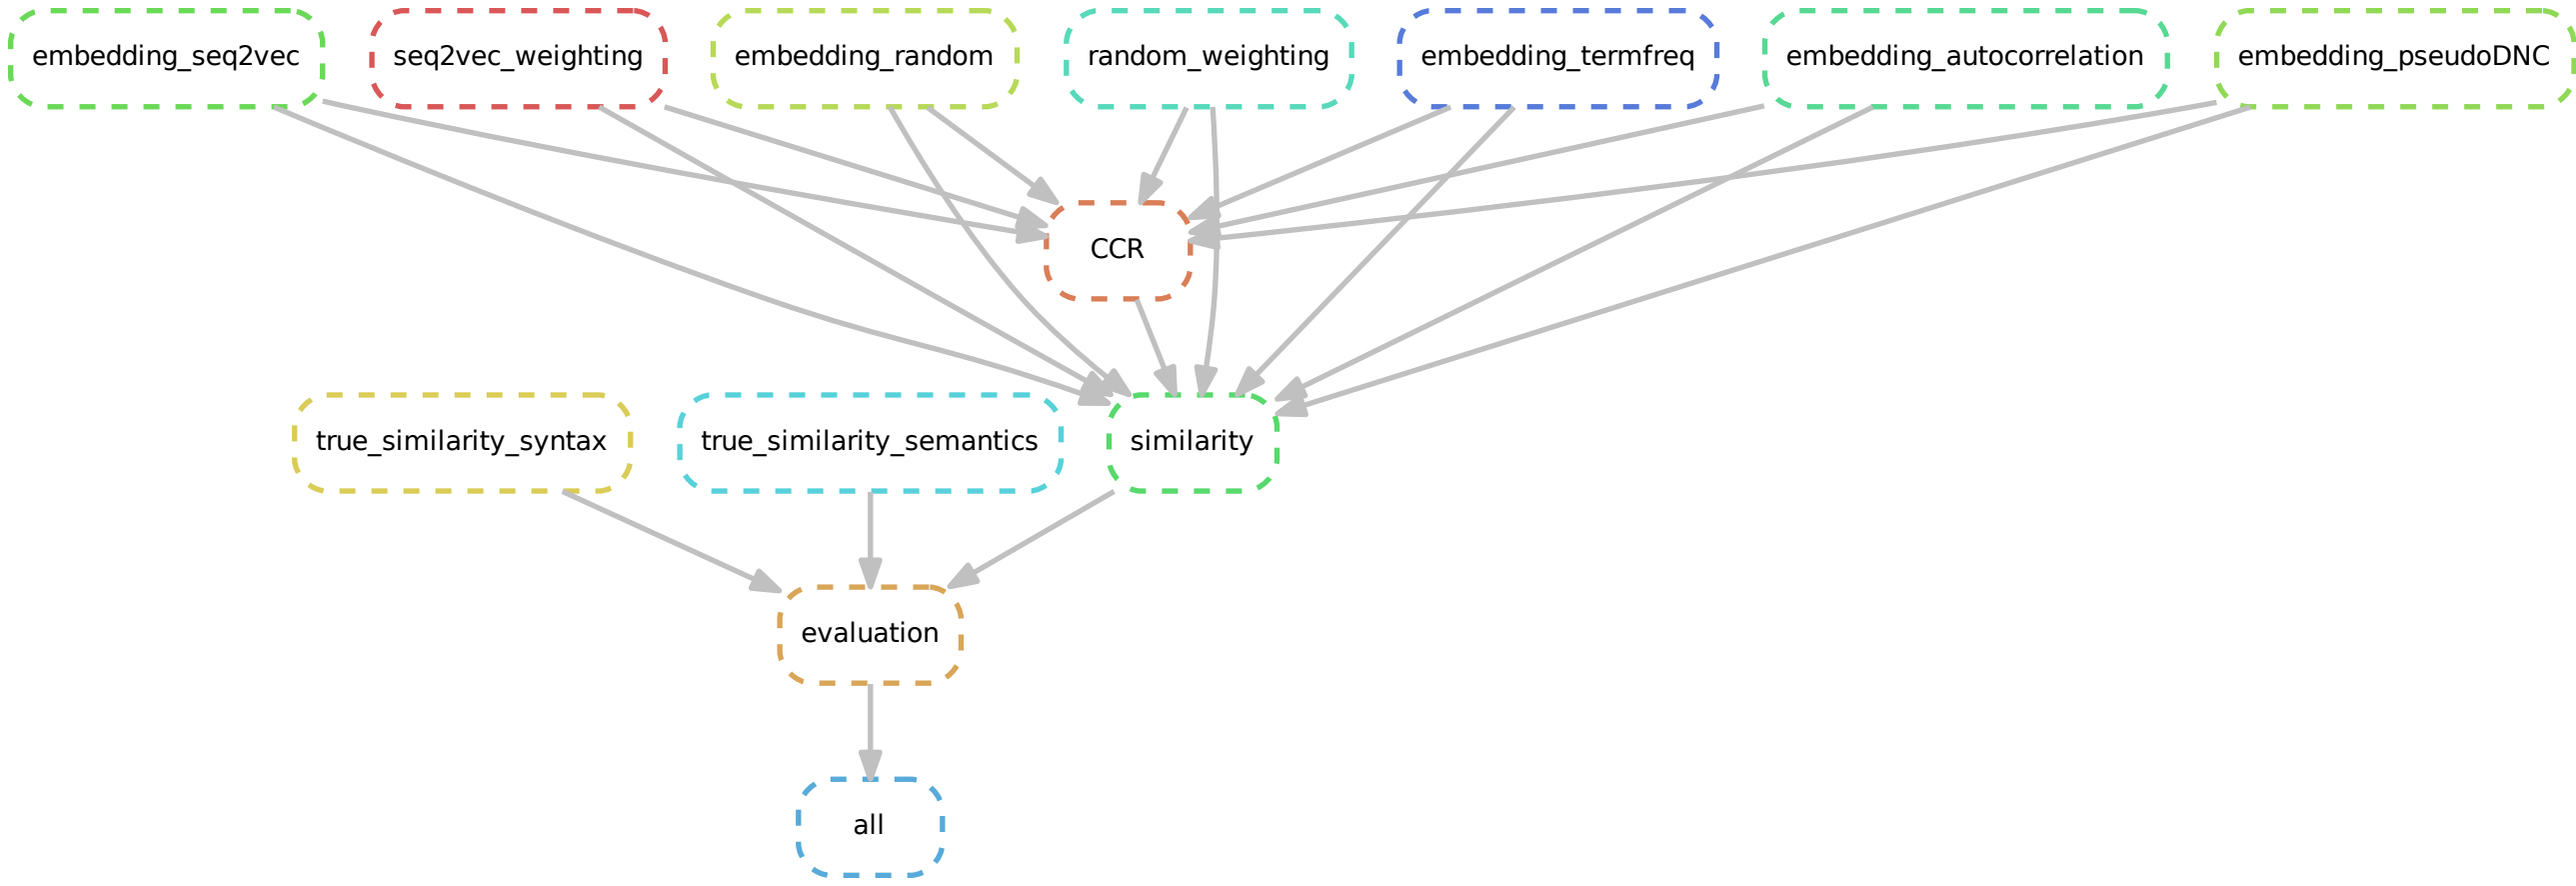 embedding_seq2vec
seq2vec_weighting
embedding_random
random_weighting
embedding_termfreq
embedding_autocorrelation
embedding_pseudoDNC
CCR
true_similarity_syntax
true_similarity_semantics
similarity
evaluation
all